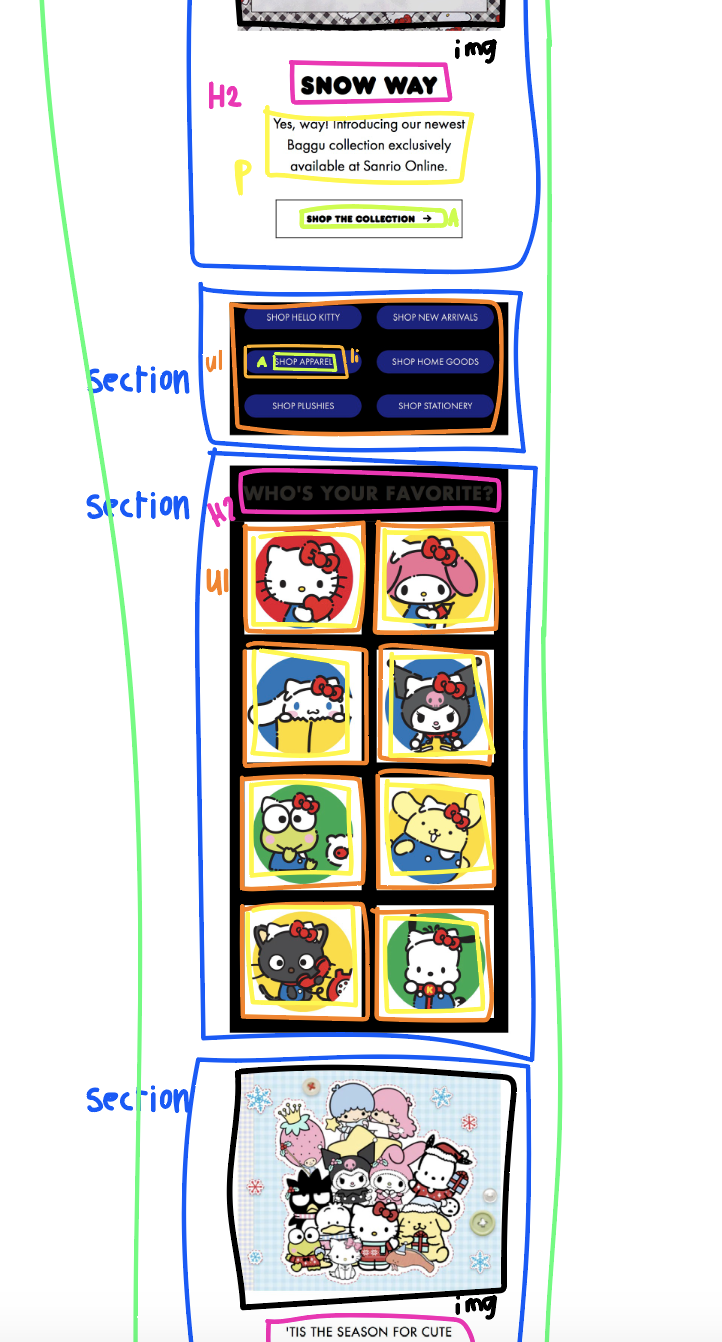 img
H2
SNOW WAY
Yes, way! Introducing our newest
Baggu collection exclusively
available at Sanrio Online.
P
SHOP THE COLLECTION → A
SHOP HELLO KITTY
SHOP NEW ARRIVALS
section
ul
A
SHOP APPAREL
li
SHOP HOME GOODS
SHOP PLUSHIES
SHOP STATIONERY
section
H2
WHO'S YOUR FAVORITE?
Ul
K
section
img
'TIS THE SEASON FOR CUTE